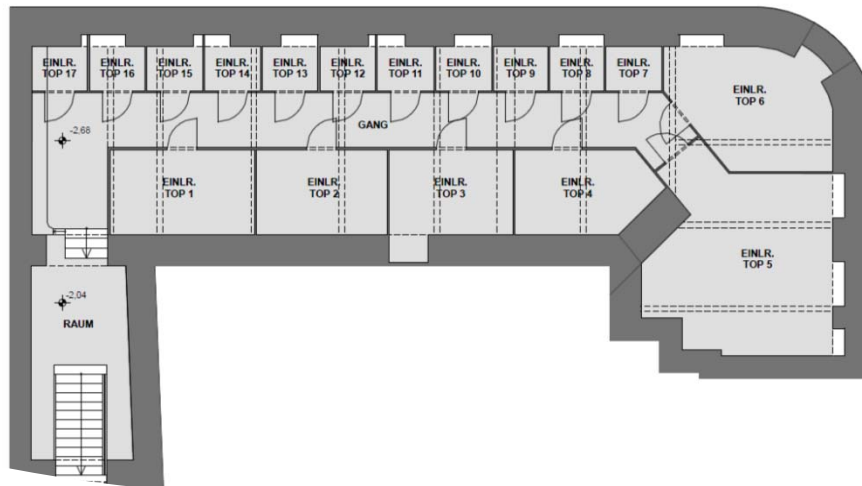 EINLR.
TOP 17
EINLR.
TOP 16
EINLR.
TOP 15
EINLR.
TOP 14
EINLR.
TOP 13
EINLR.
TOP 12
EINLR.
TOP 11
EINLR.
TOP 10
EINLR.
TOP 9
EINLR.
TOP 8
EINLR.
TOP 7
EINLR.
TOP 6
GANG
-2,68
EINLR.
TOP 1
EINLR.
TOP 2
EINLR.
TOP 3
EINLR.
TOP 4
EINLR.
TOP 5
-2,04
RAUM